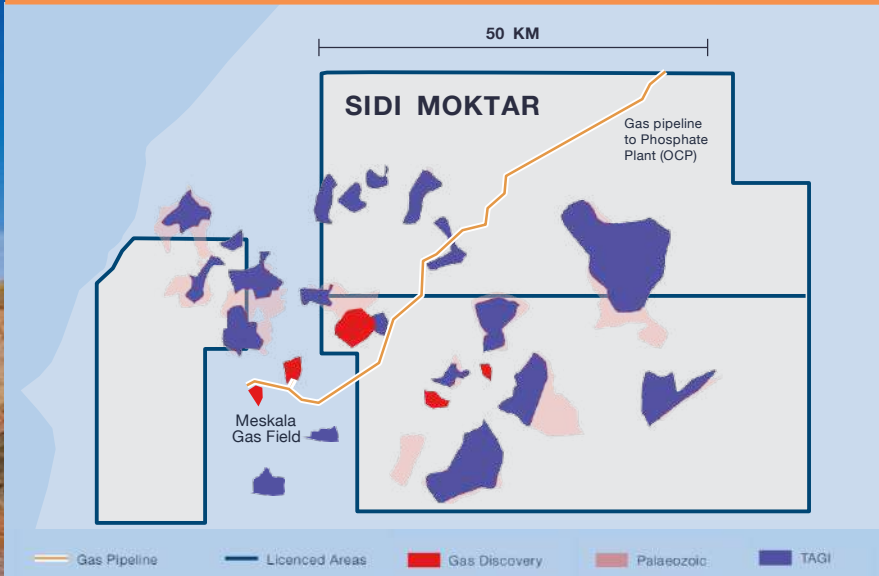 50 KM
SIDI MOKTAR
Gas pipeline
to Phosphate
Plant (OCP)
Meskala
Gas Field
Gas Pipeline
Licenced Areas
Gas Discovery
Palaeozoic
TAGI